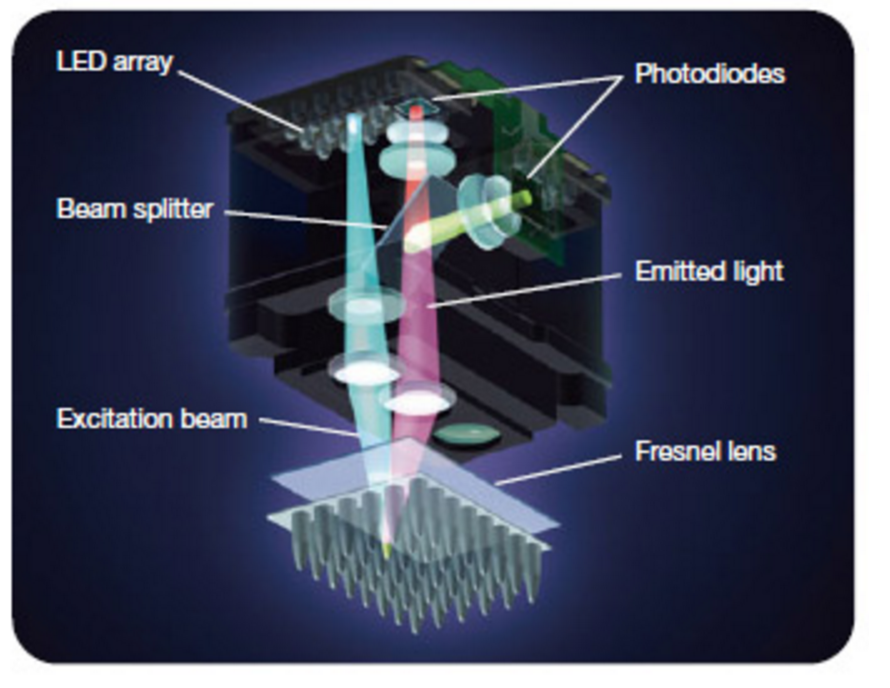 LED array
Photodiodes
Beam splitter
Emitted light
Excitation beam
Fresnel lens